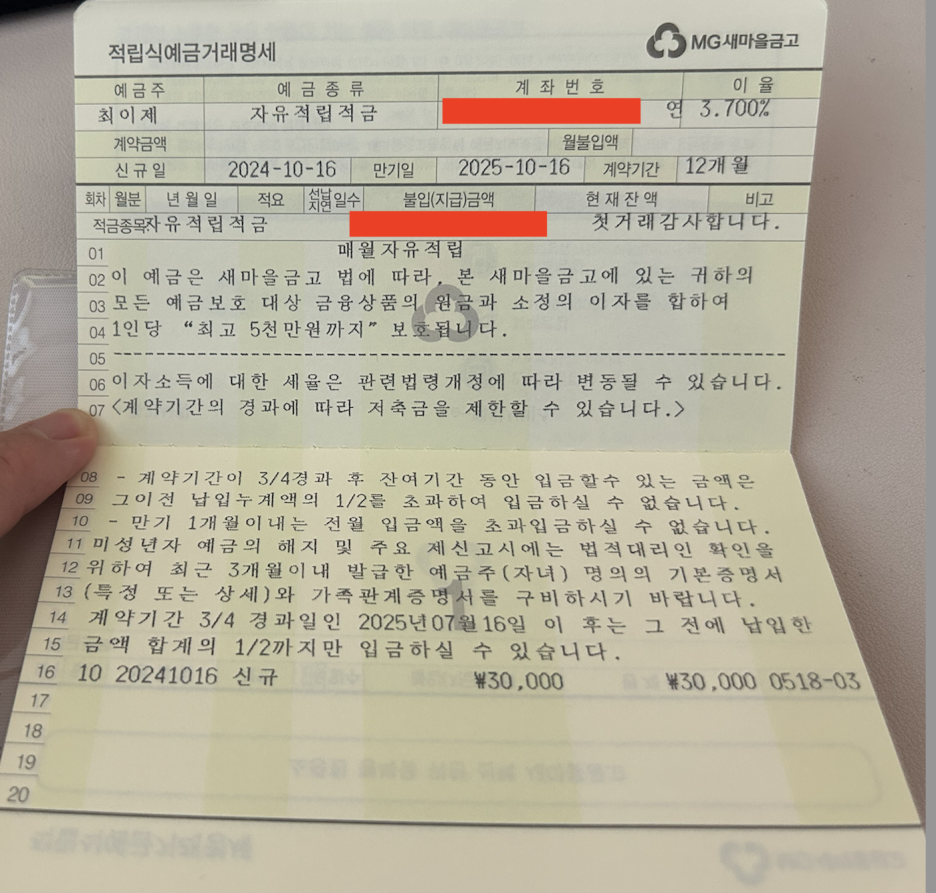 적립식예금거래명세
MG새마을금고
예금주 예금종류 계좌번호 이율
최이제 자유적립적금 연 3.700%
계약금액 월불입액
신규일 2024-10-16 만기일 2025-10-16 계약기간 12개월
회차 월분 년월일 적요 선납 지연 일수 불입(지급)금액 현재잔액 비고
적금종목자유적립적금 첫거래감사합니다.
01 매월자유적립
02 이 예금은 새마을금고 법에 따라, 본 새마을금고에 있는 귀하의
03 모든 예금보호 대상 금융상품의 원금과 소정의 이자를 합하여
04 1인당 “최고 5천만원까지” 보호됩니다.
05 ------------------------------------------------------------
06 이자소득에 대한 세율은 관련법령개정에 따라 변동될 수 있습니다.
07 <계약기간의 경과에 따라 저축금을 제한할 수 있습니다.>
08 - 계약기간이 3/4경과 후 잔여기간 동안 입금할수 있는 금액은
09 그이전 납입누계액의 1/2를 초과하여 입금하실 수 없습니다.
10 - 만기 1개월이내는 전월 입금액을 초과입금하실 수 없습니다.
11 미성년자 예금의 해지 및 주요 제신고시에는 법적대리인 확인을
12 위하여 최근 3개월이내 발급한 예금주(자녀) 명의의 기본증명서
13 (특정 또는 상세)와 가족관계증명서를 구비하시기 바랍니다.
14 계약기간 3/4 경과일인 2025년07월16일 이 후는 그 전에 납입한
15 금액 합계의 1/2까지만 입금하실 수 있습니다.
16 10 20241016 신규 ₩30,000 ₩30,000 0518-03
17
18
19
20
1